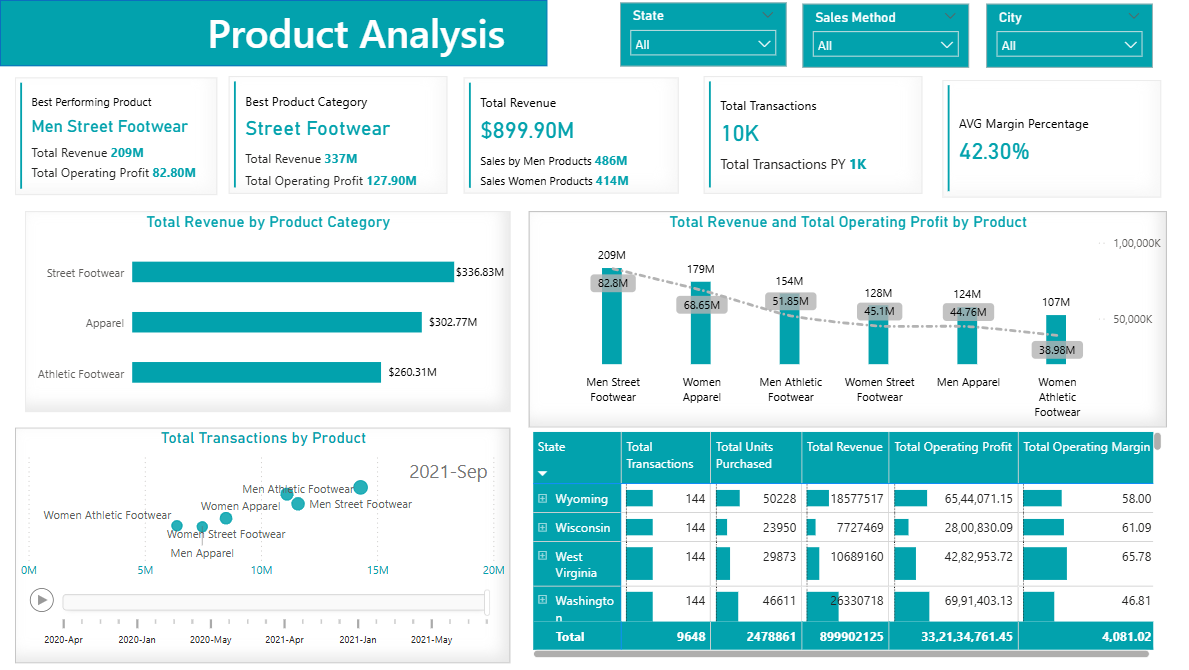 Product Analysis
State
All
Sales Method
All
City
All
Best Performing Product
Men Street Footwear
Total Revenue 209M
Total Operating Profit 82.80M
Best Product Category
Street Footwear
Total Revenue 337M
Total Operating Profit 127.90M
Total Revenue
$899.90M
Sales by Men Products 486M
Sales Women Products 414M
Total Transactions
10K
Total Transactions PY 1K
AVG Margin Percentage
42.30%
Total Revenue by Product Category
Street Footwear $336.83M
Apparel $302.77M
Athletic Footwear $260.31M
Total Revenue and Total Operating Profit by Product
1,00,000K
50,000K
209M 179M 154M 128M 124M 107M
82.8M 68.65M 51.85M 45.1M 44.76M 38.98M
Men Street
Footwear
Women
Apparel
Men Athletic
Footwear
Women Street
Footwear
Men Apparel
Women
Athletic
Footwear
Total Transactions by Product
2021-Sep
Men Athletic Footwear
Men Street Footwear
Women Apparel
Women Athletic Footwear
Women Street Footwear
Men Apparel
0M 5M 10M 15M 20M
2020-Apr 2020-Jan 2020-May 2021-Apr 2021-Jan 2021-May
State Total Transactions Total Units Purchased Total Revenue Total Operating Profit Total Operating Margin
Wyoming 144 50228 18577517 65,44,071.15 58.00
Wisconsin 144 23950 7727469 28,00,830.09 61.09
West Virginia 144 29873 10689160 42,82,953.72 65.78
Washington 144 46611 26330718 69,91,403.13 46.81
Total 9648 2478861 899902125 33,21,34,761.45 4,081.02